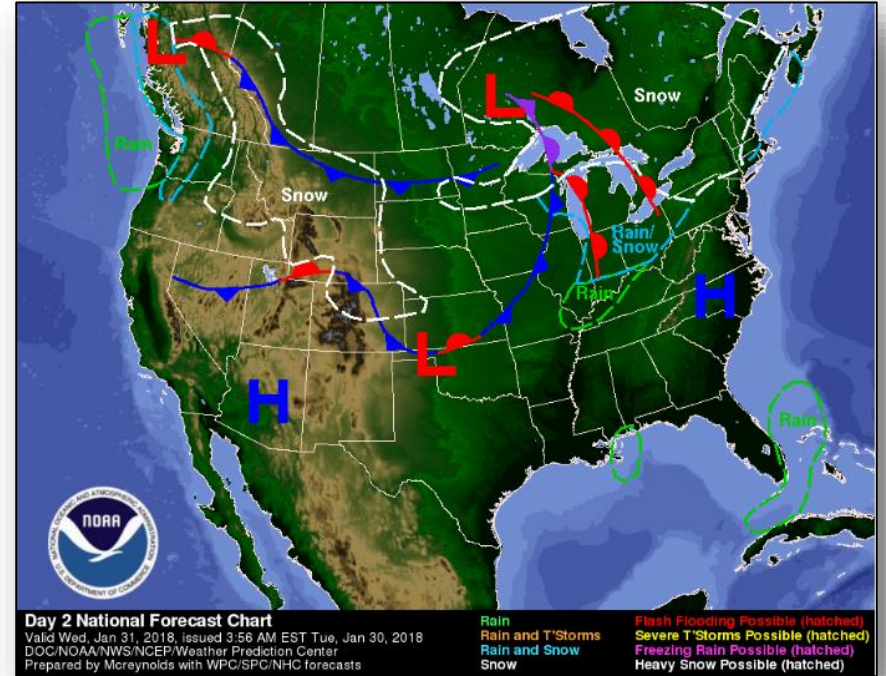 L
L
Snow
Rain
Snow
Rain/
Snow
Rain
H
L
H
Rain
NATIONAL OCEANIC AND ATMOSPHERIC ADMINISTRATION
NOAA
U.S. DEPARTMENT OF COMMERCE
Day 2 National Forecast Chart
Valid Wed, Jan 31, 2018, issued 3:56 AM EST Tue, Jan 30, 2018
DOC/NOAA/NWS/NCEP/Weather Prediction Center
Prepared by Mcreynolds with WPC/SPC/NHC forecasts
Rain
Rain and T'Storms
Rain and Snow
Snow
Flash Flooding Possible (hatched)
Severe T'Storms Possible (hatched)
Freezing Rain Possible (hatched)
Heavy Snow Possible (hatched)